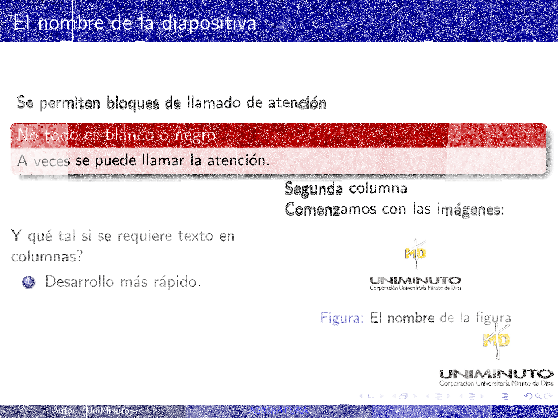 El nombre de la diapositiva
Se permiten bloques de llamado de atención
No todo es blanco o negro
A veces se puede llamar la atención.
Segunda columna
Comenzamos con las imágenes:
Y qué tal si se requiere texto en
columnas?
1 Desarrollo más rápido.
MD
UNIMINUTO
Corporación Universitaria Minuto de Dios
Figura: El nombre de la figura
MD
UNIMINUTO
Corporación Universitaria Minuto de Dios